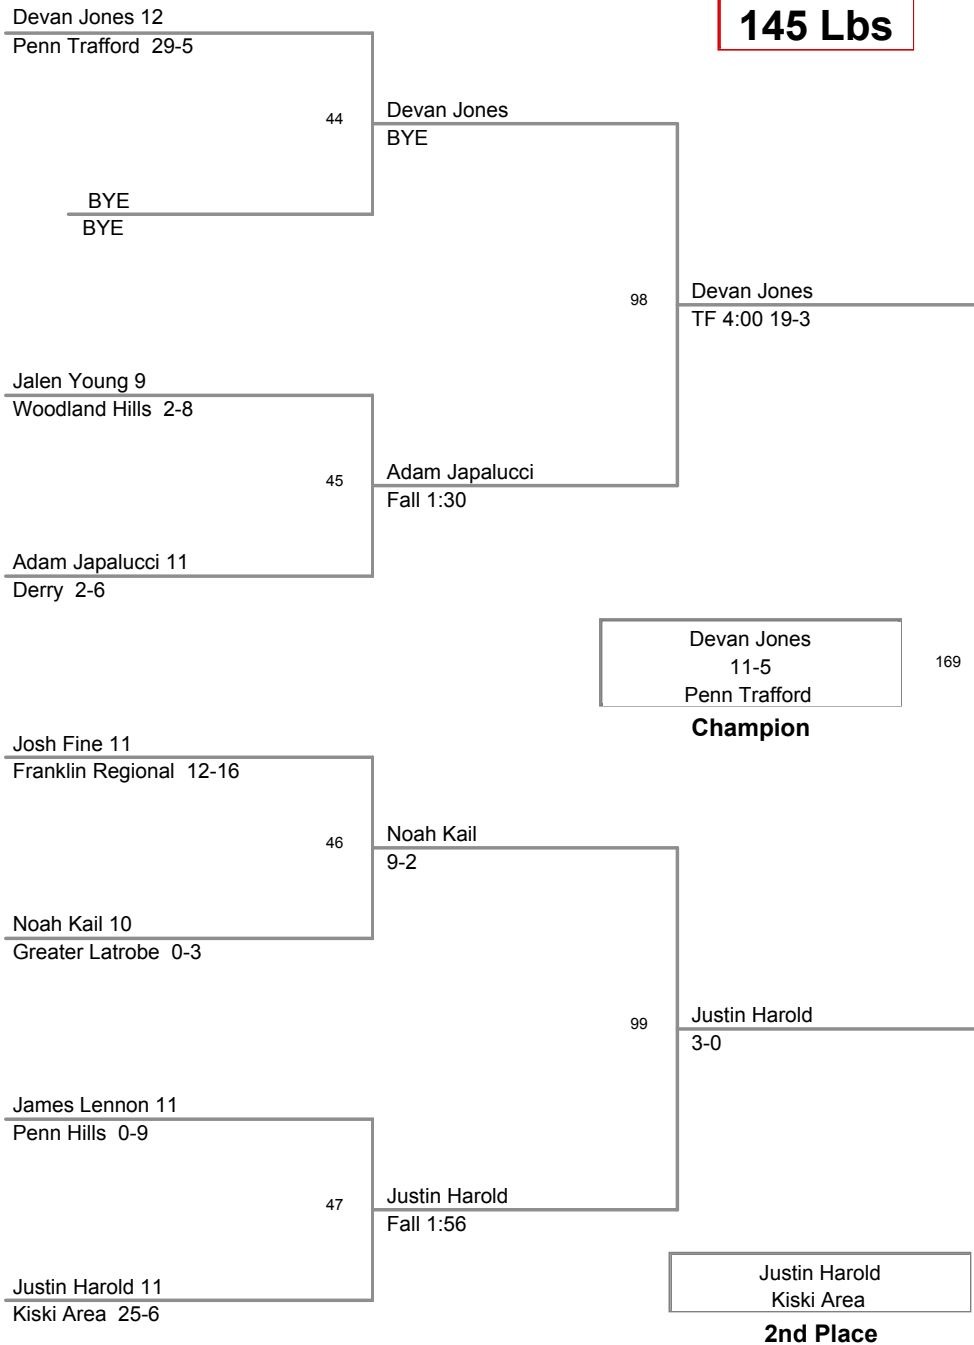 145 Lbs
Devan Jones 12
Penn Trafford 29-5
44
Devan Jones
BYE
BYE
BYE
98
Devan Jones
TF 4:00 19-3
Jalen Young 9
Woodland Hills 2-8
45
Adam Japalucci
Fall 1:30
Adam Japalucci 11
Derry 2-6
Devan Jones
11-5
Penn Trafford
Champion
169
Josh Fine 11
Franklin Regional 12-16
46
Noah Kail
9-2
Noah Kail 10
Greater Latrobe 0-3
99
Justin Harold
3-0
James Lennon 11
Penn Hills 0-9
47
Justin Harold
Fall 1:56
Justin Harold 11
Kiski Area 25-6
Justin Harold
Kiski Area
2nd Place